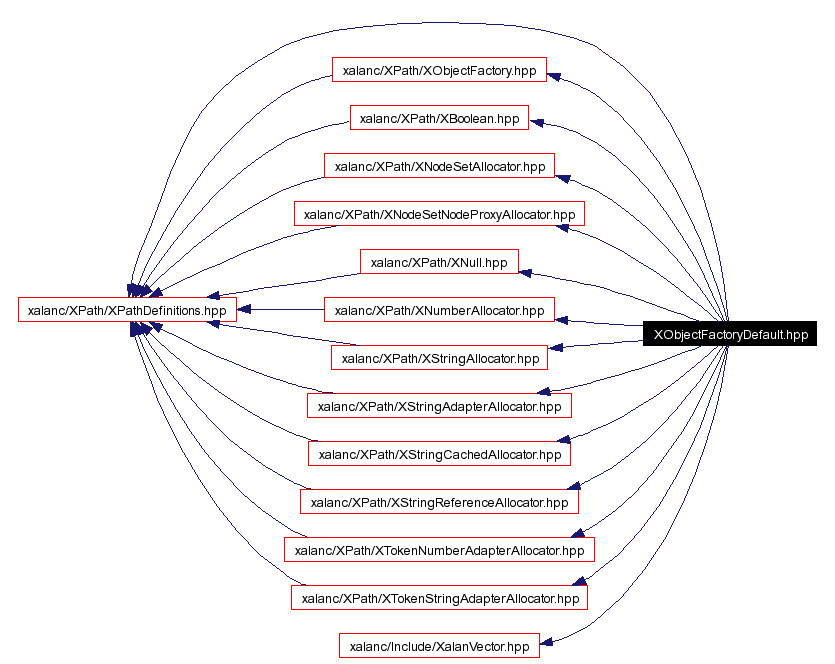 xalanc/XPath/XObjectFactory.hpp
xalanc/XPath/XBoolean.hpp
xalanc/XPath/XNodeSetAllocator.hpp
xalanc/XPath/XNodeSetNodeProxyAllocator.hpp
xalanc/XPath/XNull.hpp
xalanc/XPath/XPathDefinitions.hpp
xalanc/XPath/XNumberAllocator.hpp
XObjectFactoryDefault.hpp
xalanc/XPath/XStringAllocator.hpp
xalanc/XPath/XStringAdapterAllocator.hpp
xalanc/XPath/XStringCachedAllocator.hpp
xalanc/XPath/XStringReferenceAllocator.hpp
xalanc/XPath/XTokenNumberAdapterAllocator.hpp
xalanc/XPath/XTokenStringAdapterAllocator.hpp
xalanc/Include/XalanVector.hpp